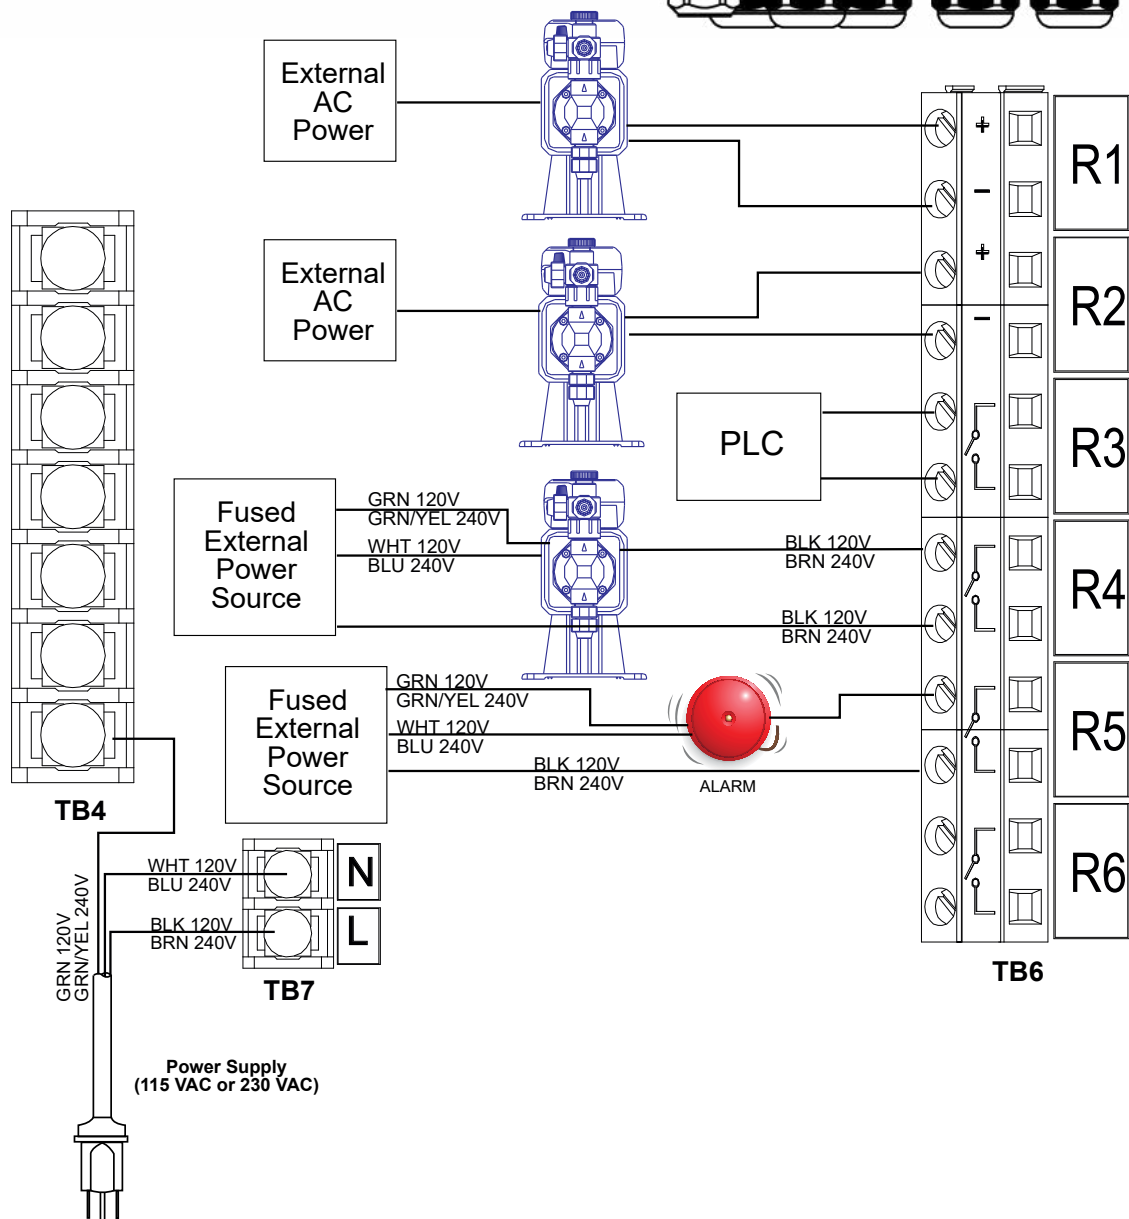 External
AC
Power
+
−
R1
External
AC
Power
+
−
R2
PLC
R3
Fused
External
Power
Source
GRN 120V
GRN/YEL 240V
WHT 120V
BLU 240V
BLK 120V
BRN 240V
BLK 120V
BRN 240V
R4
Fused
External
Power
Source
GRN 120V
GRN/YEL 240V
WHT 120V
BLU 240V
BLK 120V
BRN 240V
ALARM
R5
R6
TB4
WHT 120V
BLU 240V
N
BLK 120V
BRN 240V
L
GRN 120V
GRN/YEL 240V
TB7
TB6
Power Supply
(115 VAC or 230 VAC)